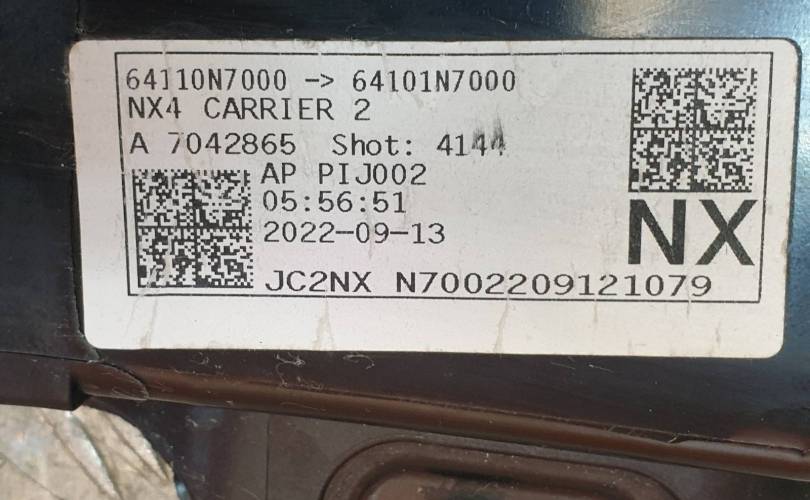 64110N7000 -> 64101N7000
NX4 CARRIER 2
A 7042865 Shot: 4144
AP PIJ002
05:56:51
2022-09-13
NX
JC2NX N7002209121079